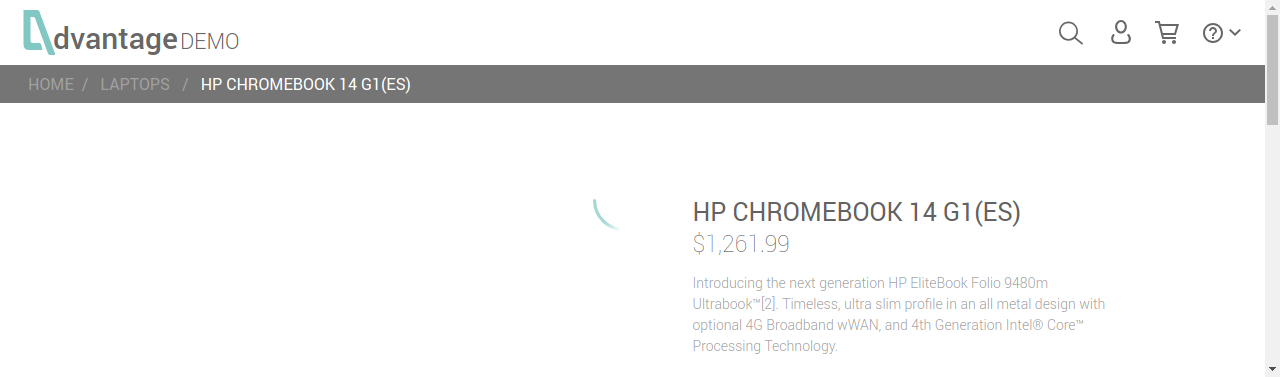 dvantage DEMO
HOME / LAPTOPS / HP CHROMEBOOK 14 G1(ES)
HP CHROMEBOOK 14 G1(ES)
$1,261.99
Introducing the next generation HP EliteBook Folio 9480m
Ultrabook™[2]. Timeless, ultra slim profile in an all metal design with
optional 4G Broadband wWAN, and 4th Generation Intel® Core™
Processing Technology.